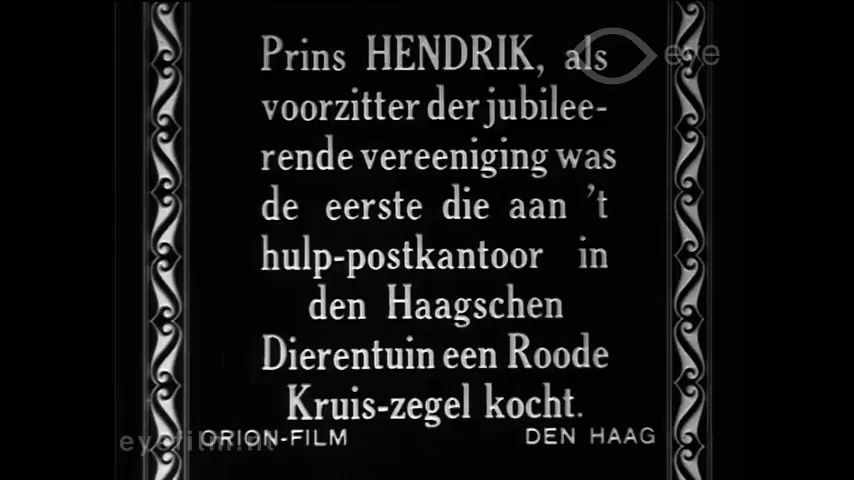 Prins HENDRIK, als
voorzitter der jubilee-
rende vereeniging was
de eerste die aan 't
hulp-postkantoor in
den Haagschen
Dierentuin een Roode
Kruis-zegel kocht.
ORION-FILM DEN HAAG
eye
eyefilm.nl